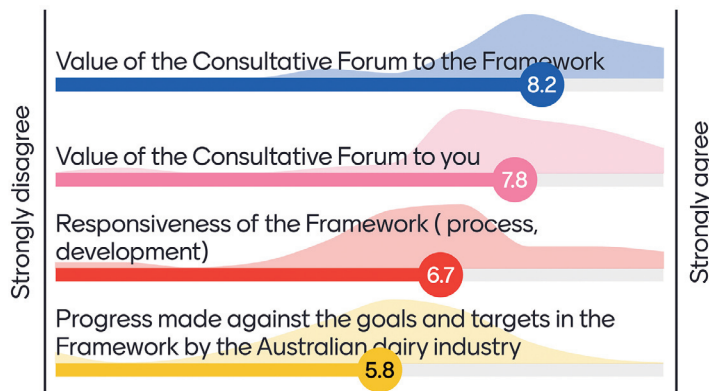 Strongly disagree
Value of the Consultative Forum to the Framework
8.2
Value of the Consultative Forum to you
7.8
Responsiveness of the Framework ( process,
development)
6.7
Progress made against the goals and targets in the
Framework by the Australian dairy industry
5.8
Strongly agree